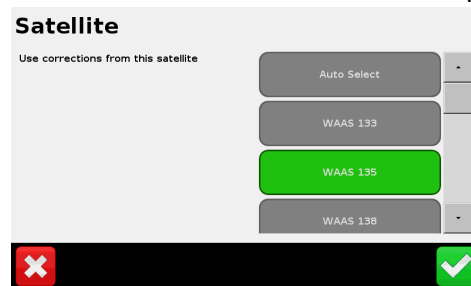 Satellite
Use corrections from this satellite
Auto Select
WAAS 133
WAAS 135
WAAS 138